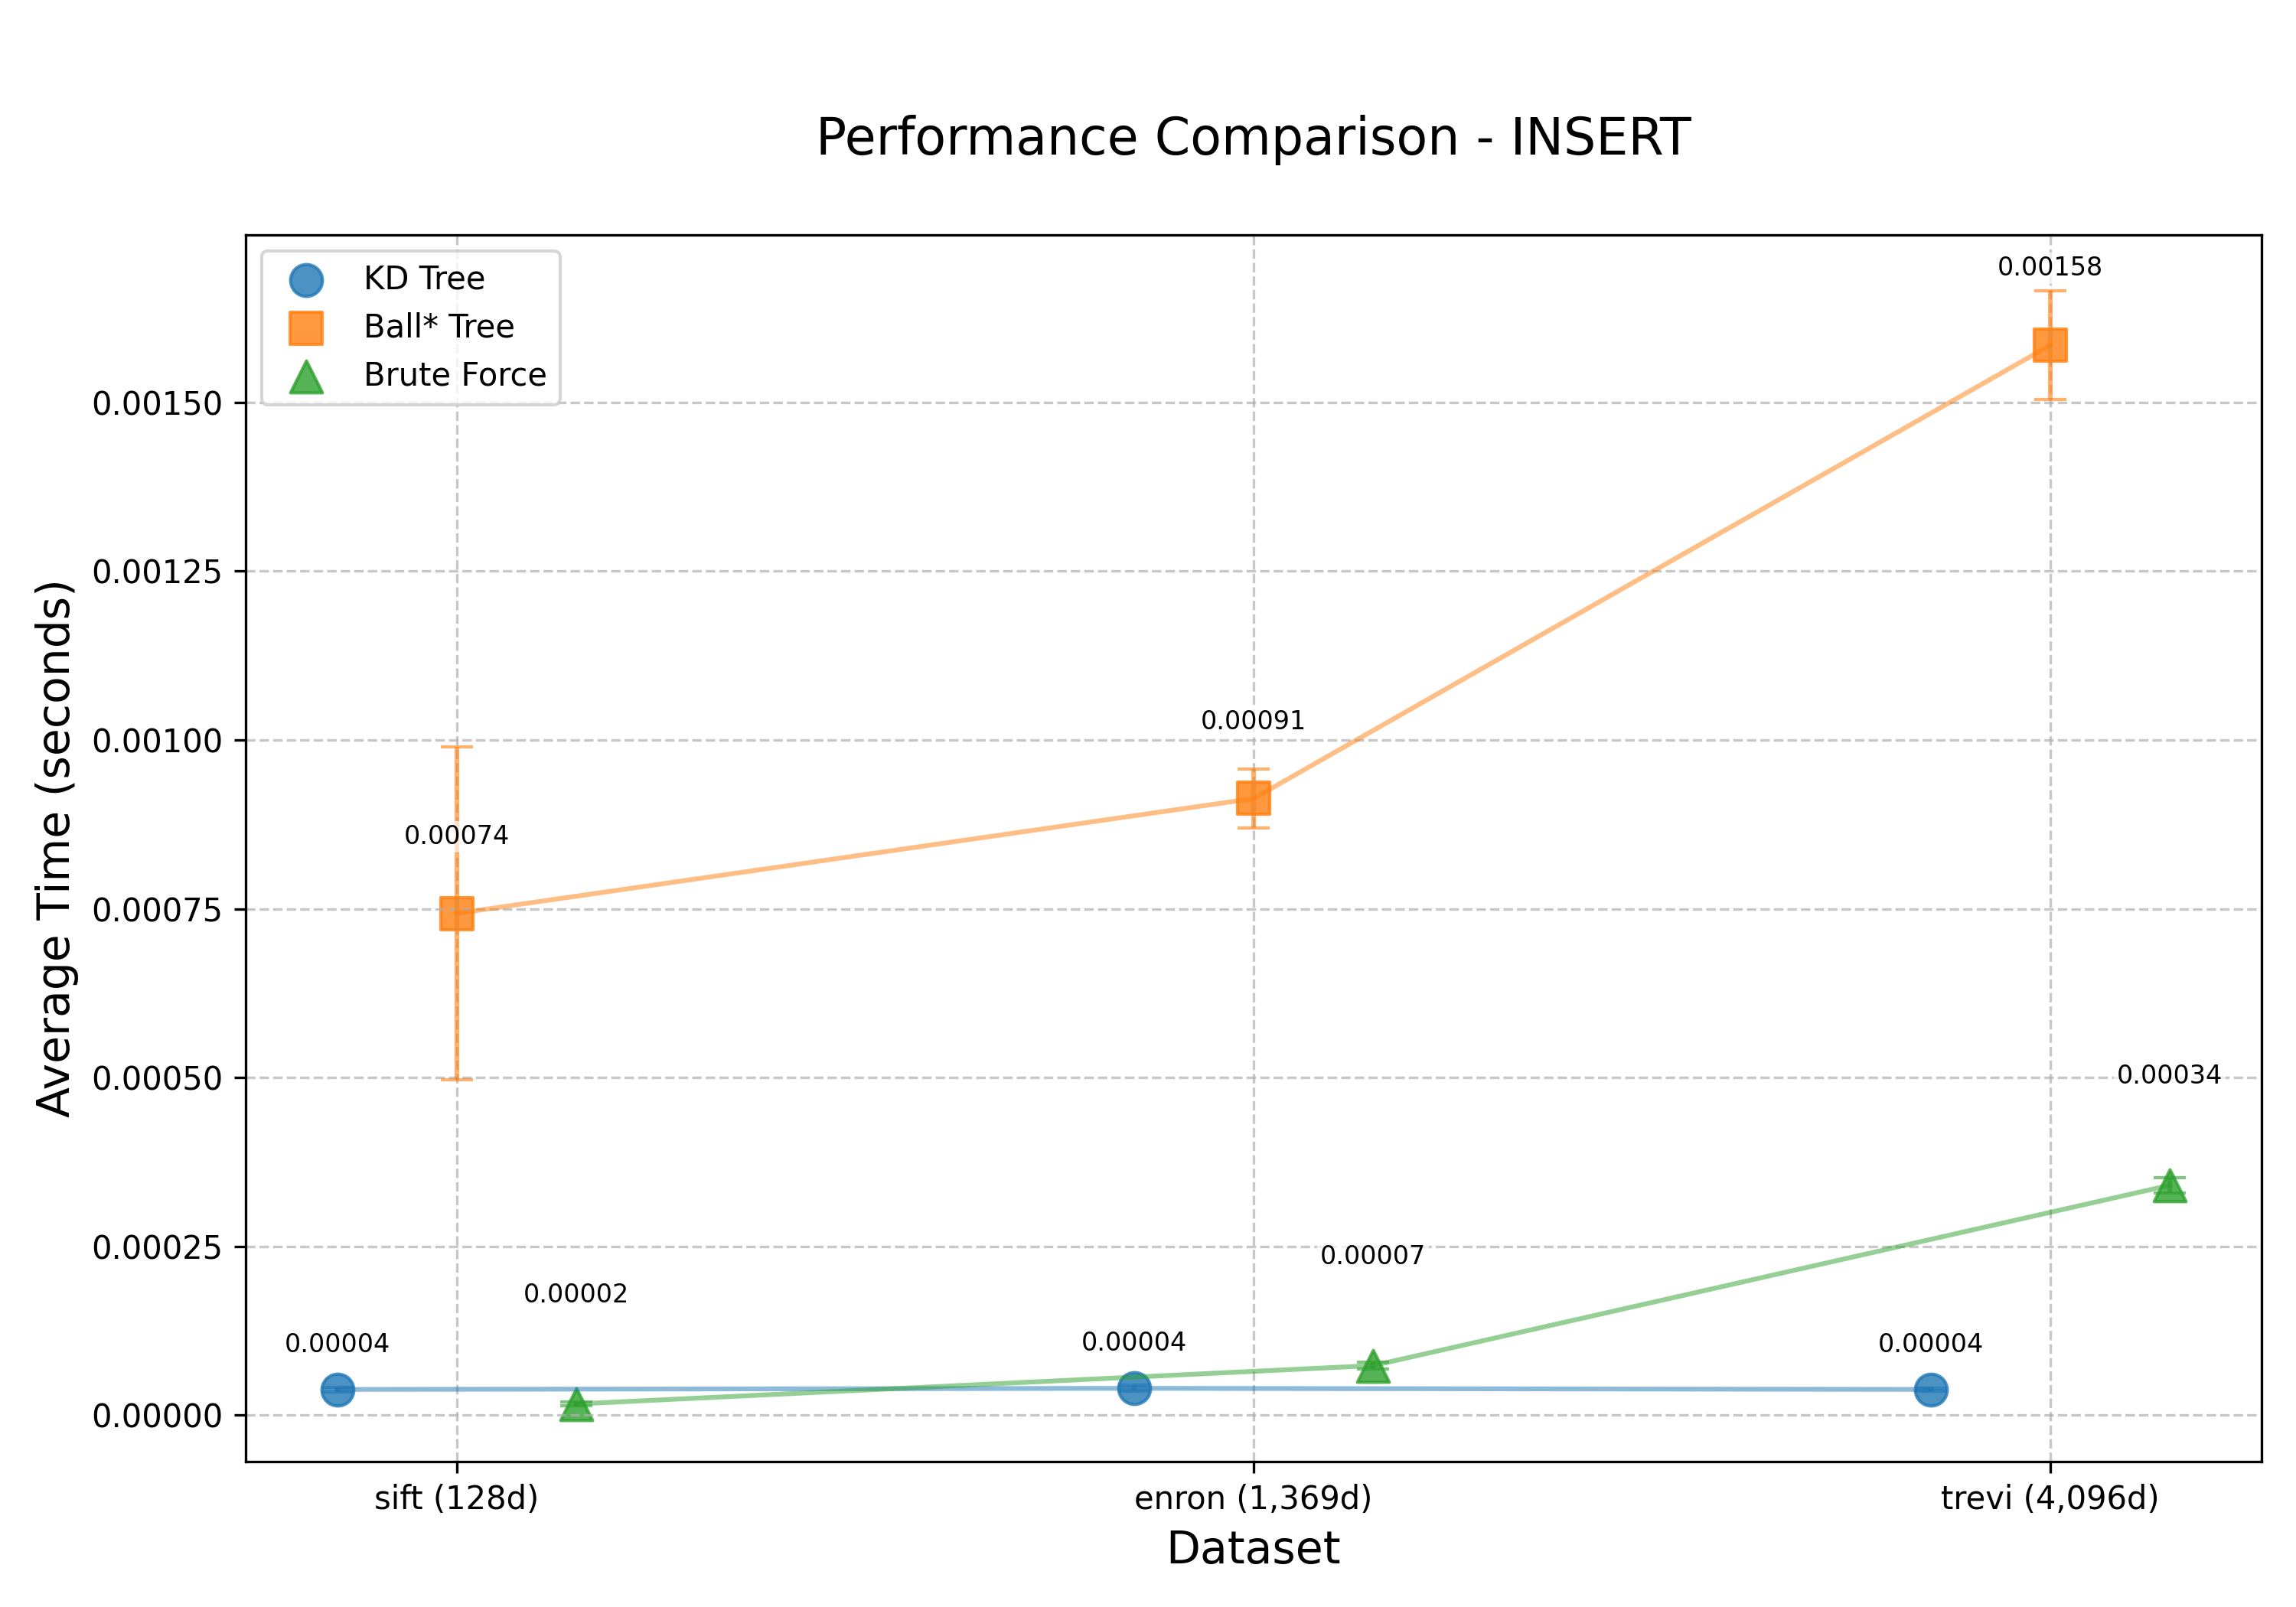 Performance Comparison - INSERT
KD Tree
Ball* Tree
Brute Force
Average Time (seconds)
0.00150
0.00125
0.00100
0.00075
0.00050
0.00025
0.00000
0.00158
0.00091
0.00074
0.00034
0.00007
0.00002
0.00004
0.00004
0.00004
sift (128d)
enron (1,369d)
trevi (4,096d)
Dataset